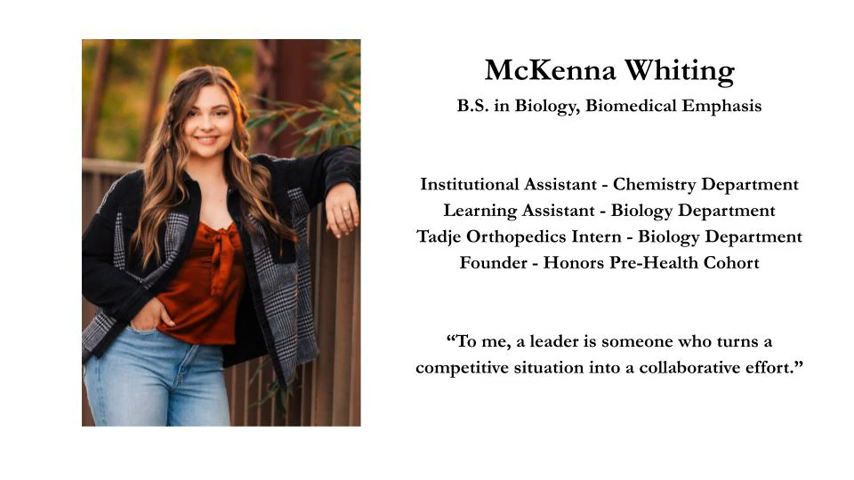 McKenna Whiting
B.S. in Biology, Biomedical Emphasis
Institutional Assistant - Chemistry Department
Learning Assistant - Biology Department
Tadje Orthopedics Intern - Biology Department
Founder - Honors Pre-Health Cohort
“To me, a leader is someone who turns a
competitive situation into a collaborative effort.”